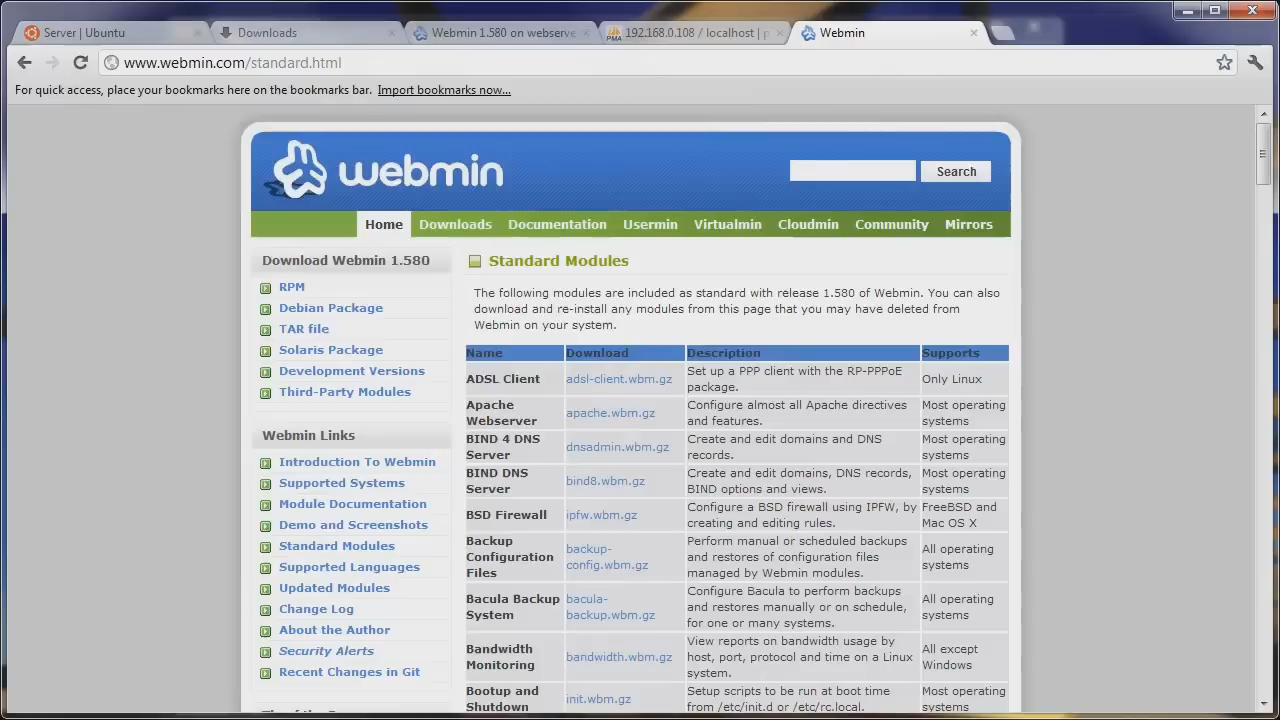 Server | Ubuntu
Downloads
Webmin 1.580 on webserve
192.168.0.108 / localhost | p
Webmin
www.webmin.com/standard.html
For quick access, place your bookmarks here on the bookmarks bar. Import bookmarks now...
webmin
Search
Home Downloads Documentation Usermin Virtualmin Cloudmin Community Mirrors
Download Webmin 1.580
RPM
Debian Package
TAR file
Solaris Package
Development Versions
Third-Party Modules
Webmin Links
Introduction To Webmin
Supported Systems
Module Documentation
Demo and Screenshots
Standard Modules
Supported Languages
Updated Modules
Change Log
About the Author
Security Alerts
Recent Changes in Git
Standard Modules
The following modules are included as standard with release 1.580 of Webmin. You can also
download and re-install any modules from this page that you may have deleted from
Webmin on your system.
Name Download Description Supports
ADSL Client
adsl-client.wbm.gz
Set up a PPP client with the RP-PPPoE
package.
Only Linux
Apache
Webserver
apache.wbm.gz
Configure almost all Apache directives
and features.
Most operating
systems
BIND 4 DNS
Server
dnsadmin.wbm.gz
Create and edit domains and DNS
records.
Most operating
systems
BIND DNS
Server
bind8.wbm.gz
Create and edit domains, DNS records,
BIND options and views.
Most operating
systems
BSD Firewall
ipfw.wbm.gz
Configure a BSD firewall using IPFW, by
creating and editing rules.
FreeBSD and
Mac OS X
Backup
Configuration
Files
backup-
config.wbm.gz
Perform manual or scheduled backups
and restores of configuration files
managed by Webmin modules.
All operating
systems
Bacula Backup
System
bacula-
backup.wbm.gz
Configure Bacula to perform backups
and restores manually or on schedule,
for one or many systems.
All operating
systems
Bandwidth
Monitoring
bandwidth.wbm.gz
View reports on bandwidth usage by
host, port, protocol and time on a Linux
system.
All except
Windows
Bootup and
Shutdown
init.wbm.gz
Setup scripts to be run at boot time
from /etc/init.d or /etc/rc.local.
Most operating
systems